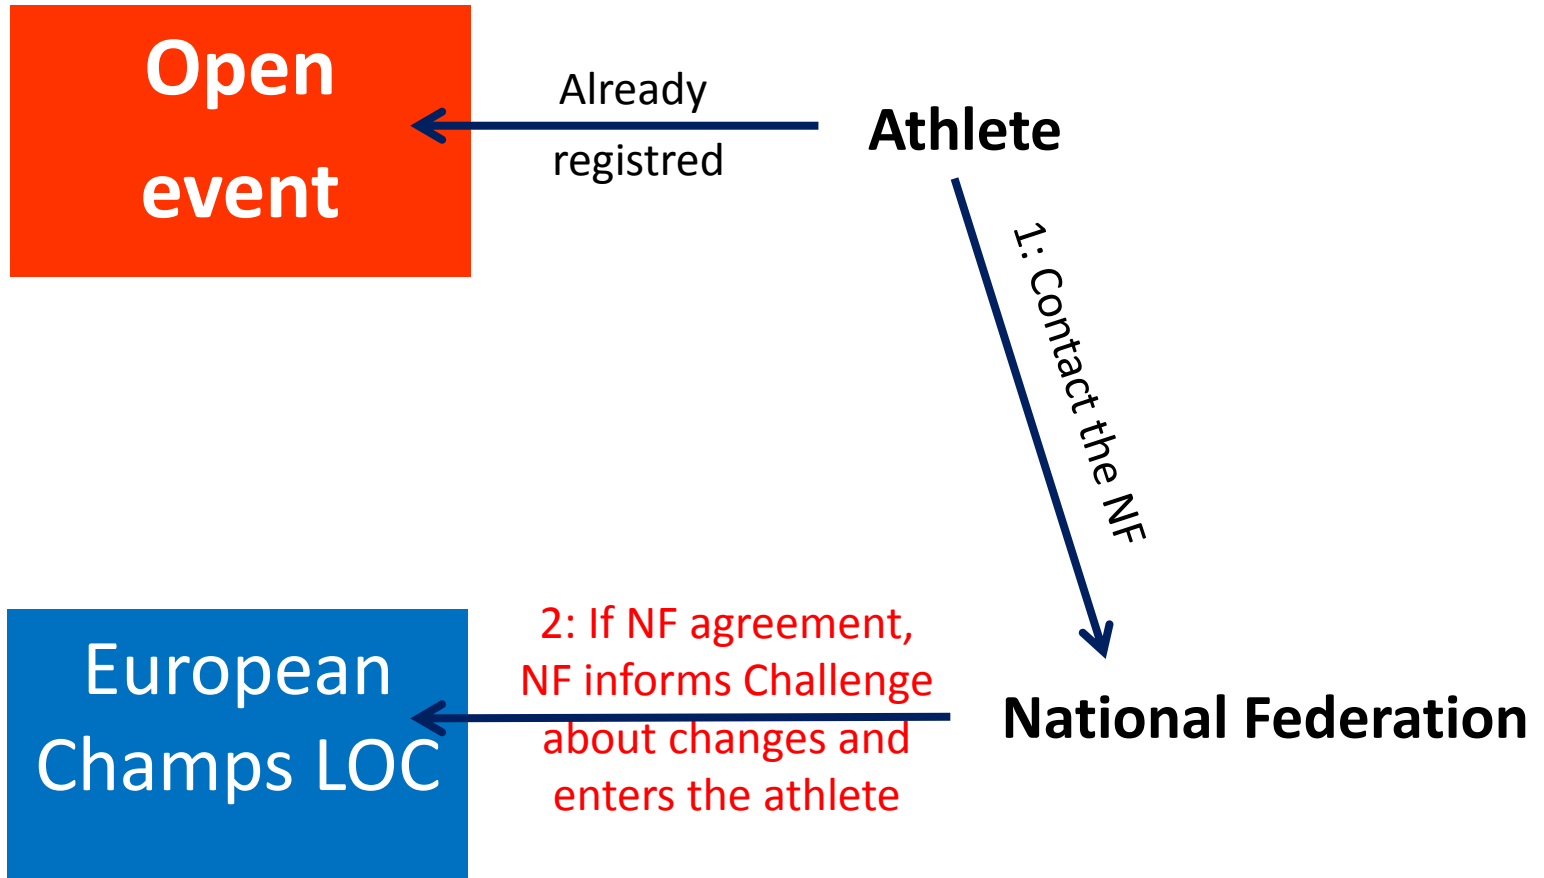 Open
event
Already
registred
Athlete
1: Contact the NF
European
Champs LOC
2: If NF agreement,
NF informs Challenge
about changes and
enters the athlete
National Federation